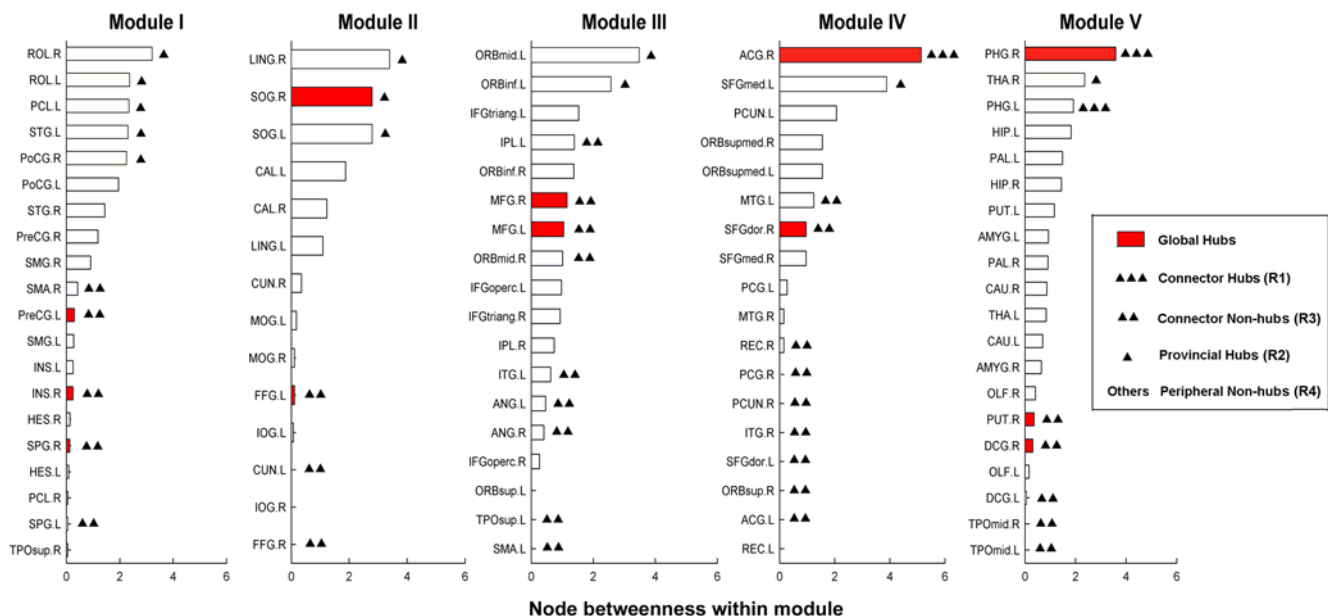 Module I
Module II
Module III
Module IV
Module V
ROL.R
ROL.L
PCL.L
STG.L
PoCG.R
PoCG.L
STG.R
PreCG.R
SMG.R
SMA.R
PreCG.L
SMG.L
INS.L
INS.R
HES.R
SPG.R
HES.L
PCL.R
SPG.L
TPOsup.R
0 2 4 6
LING.R
SOG.R
SOG.L
CAL.L
CAL.R
LING.L
CUN.R
MOG.L
MOG.R
FFG.L
IOG.L
CUN.L
IOG.R
FFG.R
0 2 4 6
ORBmid.L
ORBinf.L
IFGtriang.L
IPL.L
ORBinf.R
MFG.R
MFG.L
ORBmid.R
IFGoperc.L
IFGtriang.R
IPL.R
ITG.L
ANG.L
ANG.R
IFGoperc.R
ORBsup.L
TPOsup.L
SMA.L
0 2 4 6
ACG.R
SFGmed.L
PCUN.L
ORBsupmed.R
ORBsupmed.L
MTG.L
SFGdor.R
SFGmed.R
PCG.L
MTG.R
REC.R
PCG.R
PCUN.R
ITG.R
SFGdor.L
ORBsup.R
ACG.L
REC.L
0 2 4 6
PHG.R
THA.R
PHG.L
HIP.L
PAL.L
HIP.R
PUT.L
AMYG.L
PAL.R
CAU.R
THA.L
CAU.L
AMYG.R
OLF.R
PUT.R
DCG.R
OLF.L
DCG.L
TPOmid.R
TPOmid.L
0 2 4 6
Global Hubs
Connector Hubs (R1)
Connector Non-hubs (R3)
Provincial Hubs (R2)
Others Peripheral Non-hubs (R4)
Node betweenness within module